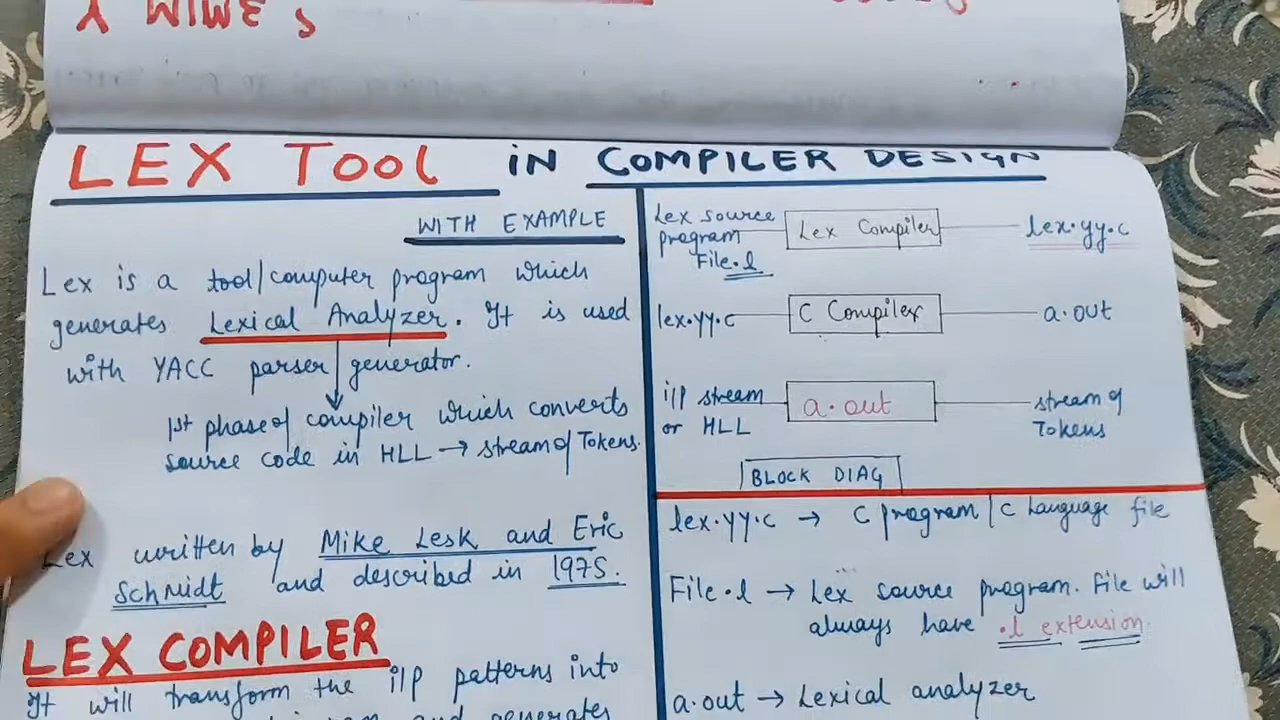 LEX TOOL IN COMPILER DESIGN
WITH EXAMPLE
Lex is a tool/computer program which
generates Lexical Analyzer. It is used
with YACC parser generator.
1st phase of compiler which converts
source code in HLL → stream of Tokens.
Lex written by Mike Lesk and Eric
Schmidt and described in 1975.
LEX COMPILER
It will transform the i/p patterns into
and generates
Lex source
program
File.l
Lex Compiler
lex.yy.c
lex.yy.c
C Compiler
a.out
i/p stream
or HLL
a.out
stream of
Tokens
BLOCK DIAG
lex.yy.c → C program | C Language file
File.l → Lex source program. File will
always have .l extension.
a.out → Lexical analyzer